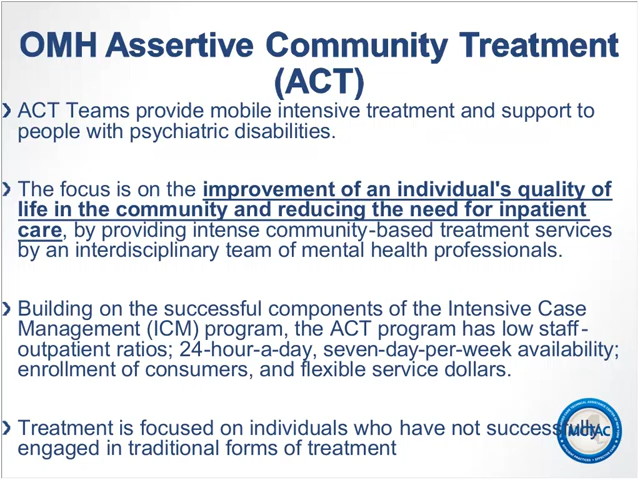 OMH Assertive Community Treatment
(ACT)
ACT Teams provide mobile intensive treatment and support to
people with psychiatric disabilities.
The focus is on the improvement of an individual's quality of
life in the community and reducing the need for inpatient
care, by providing intense community-based treatment services
by an interdisciplinary team of mental health professionals.
Building on the successful components of the Intensive Case
Management (ICM) program, the ACT program has low staff-
outpatient ratios; 24-hour-a-day, seven-day-per-week availability;
enrollment of consumers, and flexible service dollars.
Treatment is focused on individuals who have not successfully
engaged in traditional forms of treatment
MCTAC